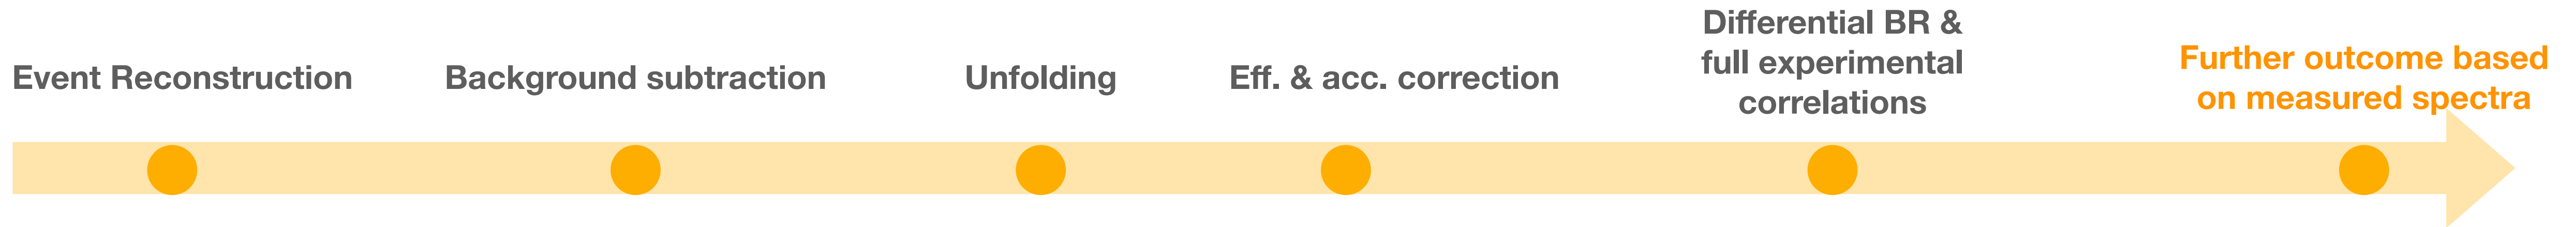 Event Reconstruction
Background subtraction
Unfolding
Eff. & acc. correction
Differential BR &
full experimental
correlations
Further outcome based
on measured spectra